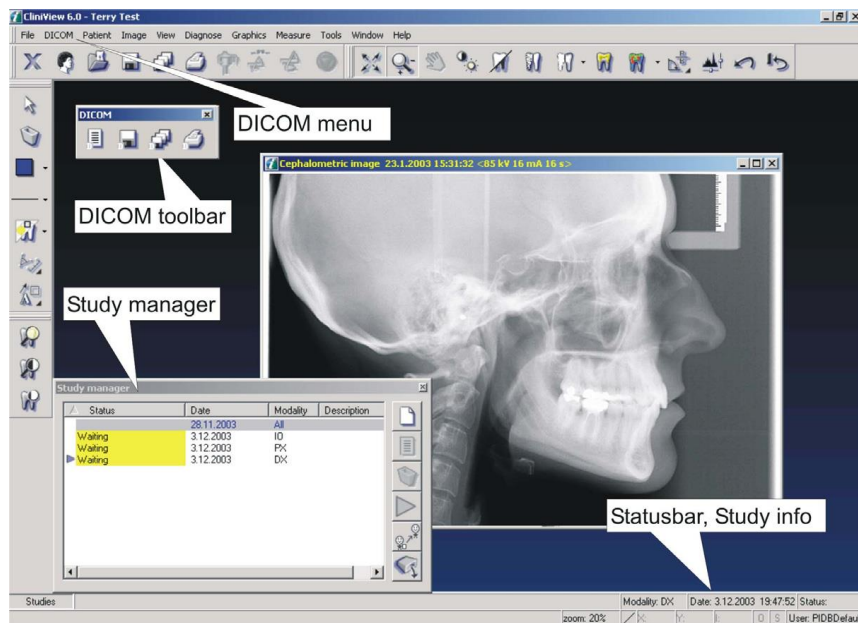 CliniView 6.0 - Terry Test
File DICOM Patient Image View Diagnose Graphics Measure Tools Window Help
DICOM
DICOM menu
Cephalometric image 23.1.2003 15:31:32 <85 kV 16 mA 16 s>
DICOM toolbar
Study manager
Study manager
Status Date Modality Description
28.11.2003 All
Waiting 3.12.2003 IO
Waiting 3.12.2003 PX
Waiting 3.12.2003 DX
Statusbar, Study info
Studies Modality: DX Date: 3.12.2003 19:47:52 Status:
zoom: 20% X: Y: I: O S User: PIDBDefau